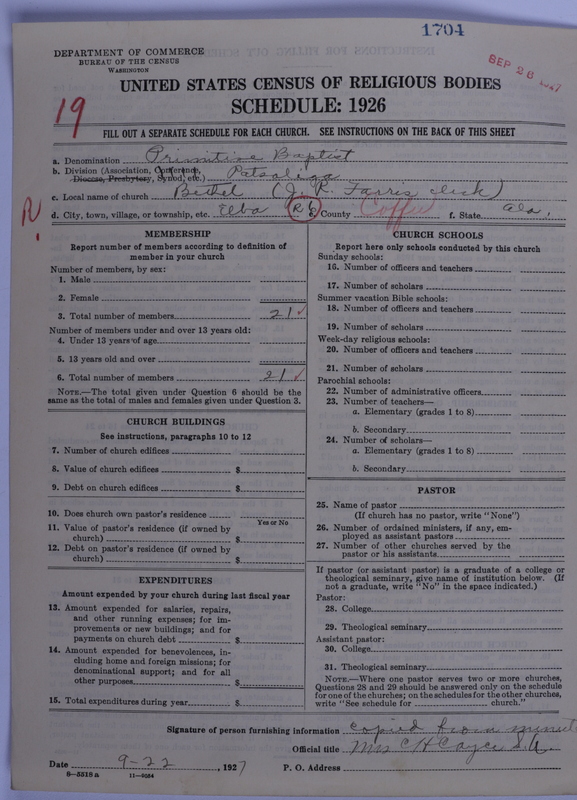 1704
DEPARTMENT OF COMMERCE
BUREAU OF THE CENSUS
WASHINGTON
SEP 26 1927
UNITED STATES CENSUS OF RELIGIOUS BODIES
SCHEDULE: 1926
19
FILL OUT A SEPARATE SCHEDULE FOR EACH CHURCH. SEE INSTRUCTIONS ON THE BACK OF THIS SHEET
a. Denomination Primitive Baptist
b. Division (Association, Conference, Diocese, Presbytery, Synod, etc.) Patsaliga
c. Local name of church Bethel (J. R. Farris clerk)
d. City, town, village, or township, etc. Elba R 6 e. County Coffee f. State Ala.
MEMBERSHIP
Report number of members according to definition of
member in your church
Number of members, by sex:
1. Male
2. Female
3. Total number of members 21
Number of members under and over 13 years old:
4. Under 13 years of age
5. 13 years old and over
6. Total number of members 21
NOTE.—The total given under Question 6 should be the
same as the total of males and females given under Question 3.
CHURCH BUILDINGS
See instructions, paragraphs 10 to 12
7. Number of church edifices
8. Value of church edifices $
9. Debt on church edifices $
10. Does church own pastor's residence
Yes or No
11. Value of pastor's residence (if owned by
church) $
12. Debt on pastor's residence (if owned by
church) $
EXPENDITURES
Amount expended by your church during last fiscal year
13. Amount expended for salaries, repairs,
and other running expenses; for im-
provements or new buildings; and for
payments on church debt $
14. Amount expended for benevolences, in-
cluding home and foreign missions; for
denominational support; and for all
other purposes $
15. Total expenditures during year $
CHURCH SCHOOLS
Report here only schools conducted by this church
Sunday schools:
16. Number of officers and teachers
17. Number of scholars
Summer vacation Bible schools:
18. Number of officers and teachers
19. Number of scholars
Week-day religious schools:
20. Number of officers and teachers
21. Number of scholars
Parochial schools:
22. Number of administrative officers
23. Number of teachers—
a. Elementary (grades 1 to 8)
b. Secondary
24. Number of scholars—
a. Elementary (grades 1 to 8)
b. Secondary
PASTOR
25. Name of pastor
(If church has no pastor, write "None")
26. Number of ordained ministers, if any, em-
ployed as assistant pastors
27. Number of other churches served by the
pastor or his assistants
If pastor (or assistant pastor) is a graduate of a college or
theological seminary, give name of institution below. (If
not a graduate, write "No" in the space indicated.)
Pastor:
28. College
29. Theological seminary
Assistant pastor:
30. College
31. Theological seminary
NOTE.—Where one pastor serves two or more churches,
Questions 28 and 29 should be answered only on the schedule
for one of the churches; on the schedules for the other churches,
write "See schedule for church."
Signature of person furnishing information copied from minute
Official title Mrs C H Cayce S.A.
Date 9-22, 1927 P. O. Address
8-5518 a 11-9084